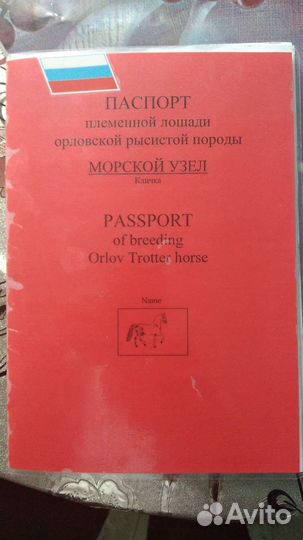 ПАСПОРТ
племенной лошади
орловской рысистой породы
МОРСКОЙ УЗЕЛ
Кличка
PASSPORT
of breeding
Orlov Trotter horse
Name
Avito